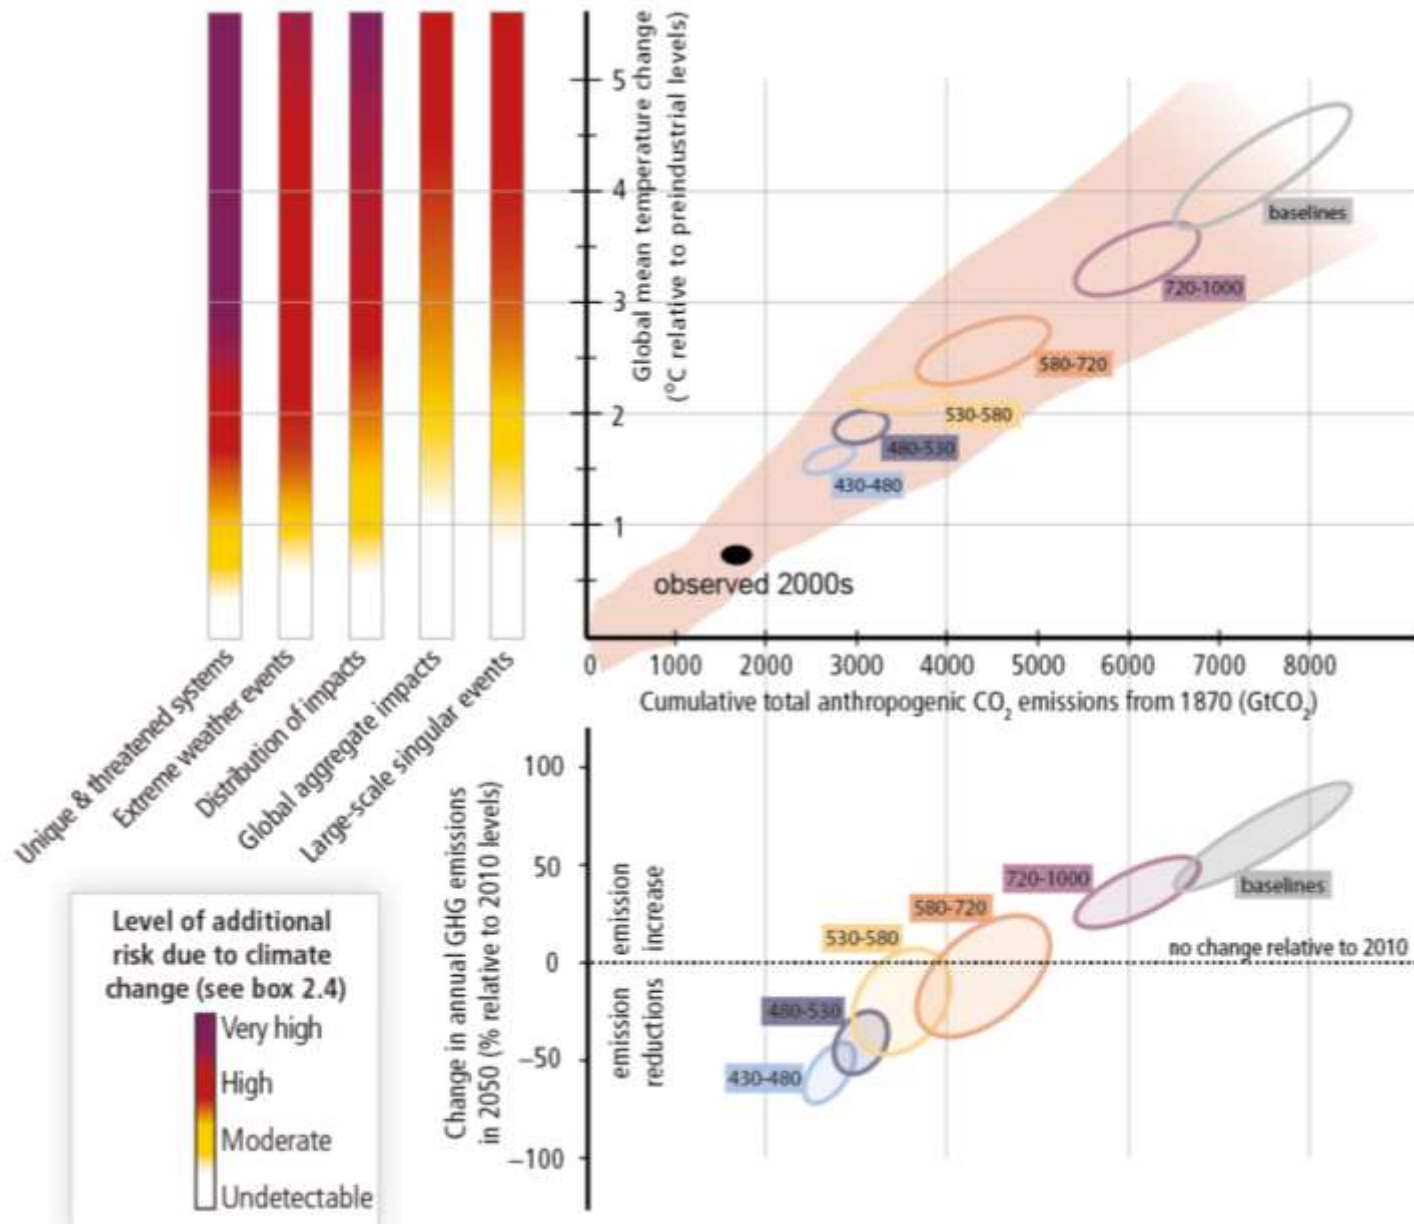 Global mean temperature change
(°C relative to preindustrial levels)
5
4
3
2
1
baselines
720-1000
580-720
530-580
480-530
430-480
observed 2000s
0
1000
2000
3000
4000
5000
6000
7000
8000
Cumulative total anthropogenic CO₂ emissions from 1870 (GtCO₂)
Unique & threatened systems
Extreme weather events
Distribution of impacts
Global aggregate impacts
Large-scale singular events
Level of additional
risk due to climate
change (see box 2.4)
Very high
High
Moderate
Undetectable
Change in annual GHG emissions
in 2050 (% relative to 2010 levels)
100
50
0
−50
−100
emission
increase
emission
reductions
720-1000
baselines
580-720
530-580
no change relative to 2010
480-530
430-480